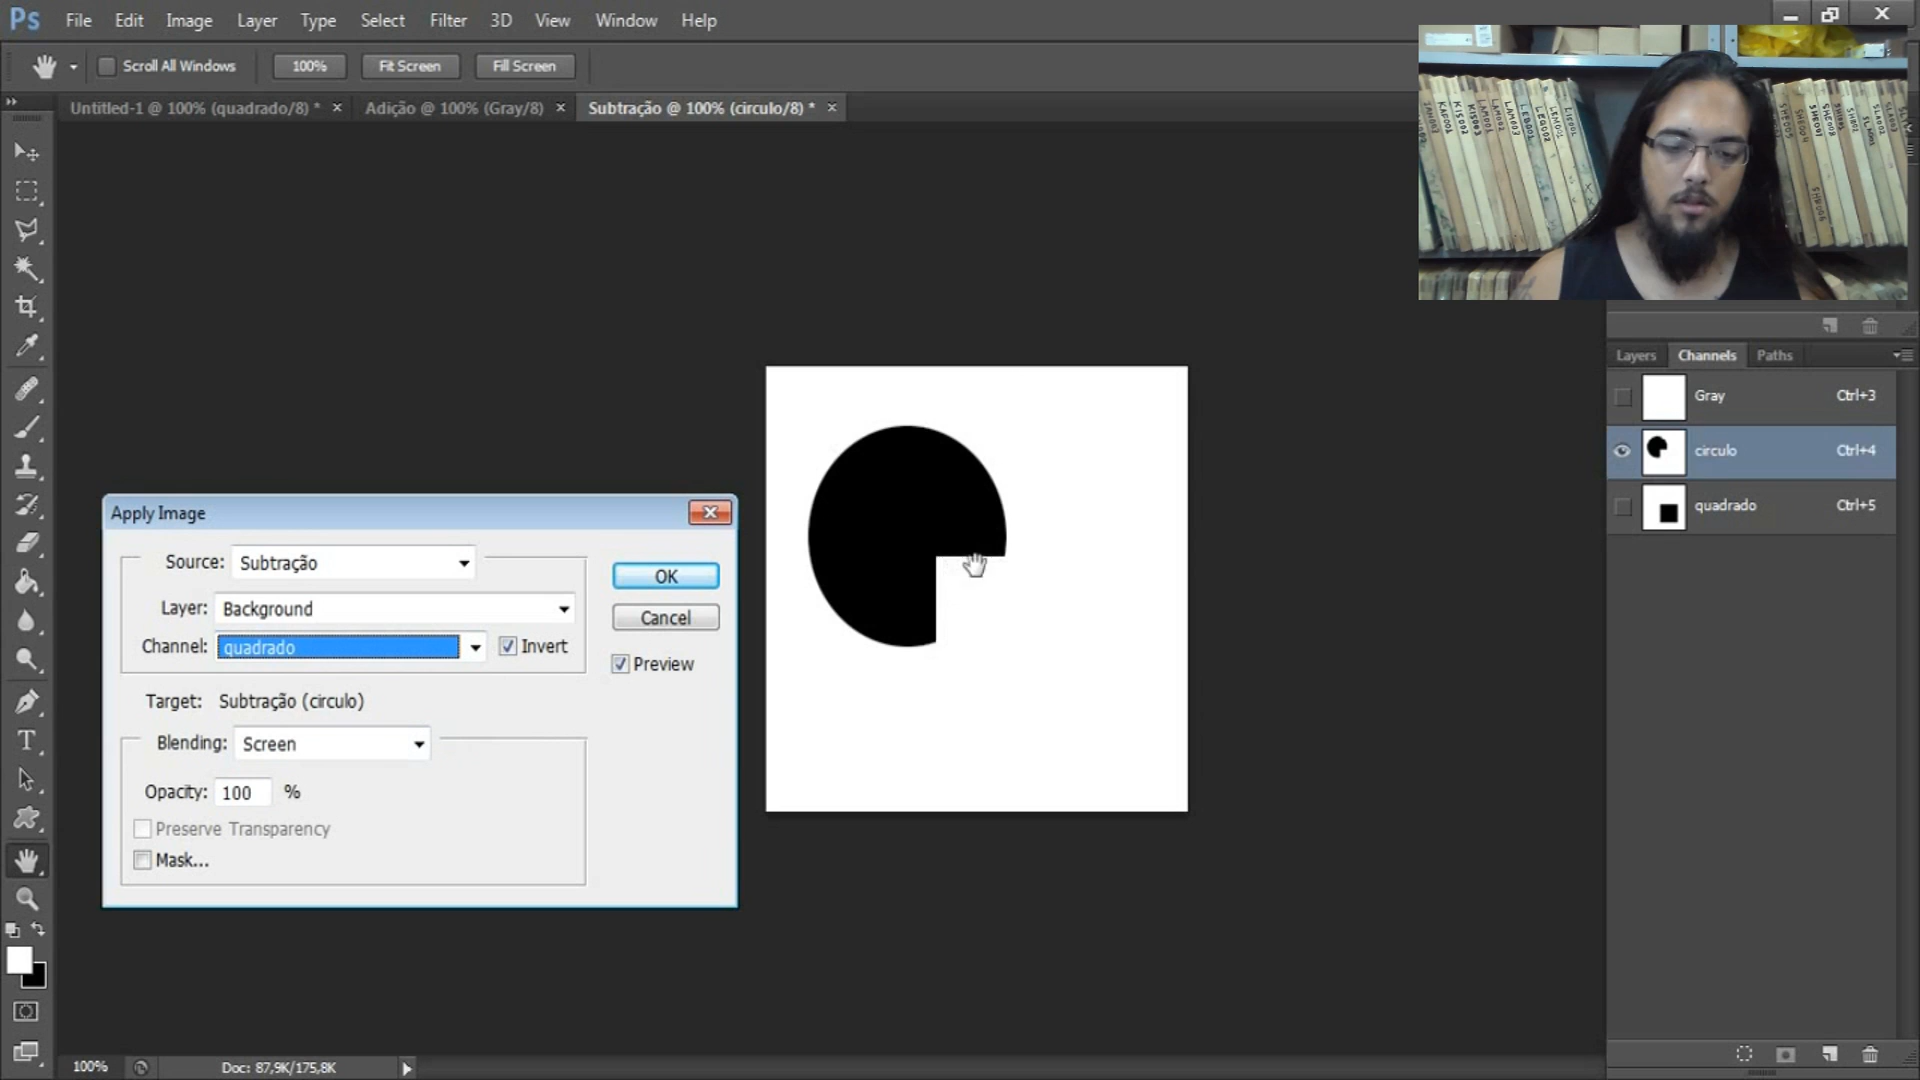 Ps File Edit Image Layer Type Select Filter 3D View Window Help
Scroll All Windows 100% Fit Screen Fill Screen
Untitled-1 @ 100% (quadrado/8) * × Adição @ 100% (Gray/8) × Subtração @ 100% (circulo/8) * ×
Layers Channels Paths
Gray Ctrl+3
circulo Ctrl+4
quadrado Ctrl+5
Apply Image
Source: Subtração
OK
Layer: Background
Cancel
Channel: quadrado Invert
Preview
Target: Subtração (circulo)
Blending: Screen
Opacity: 100 %
Preserve Transparency
Mask...
100% Doc: 87,9K/175,8K